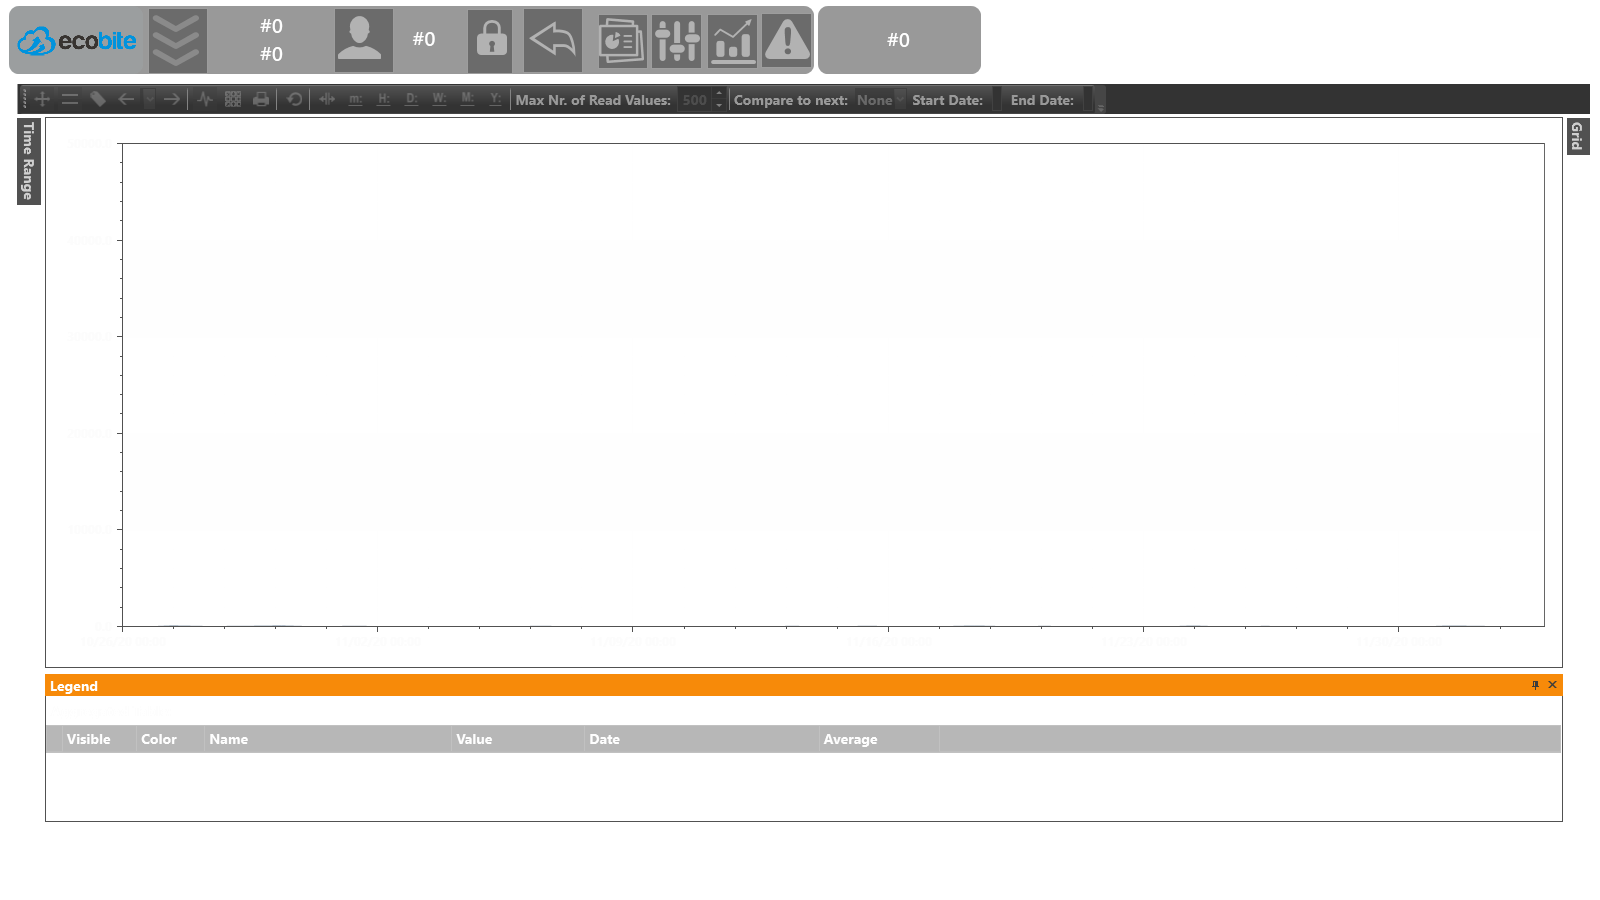 ecobite
#0
#0
#0
#0
m: H: D: W: M: Y: Max Nr. of Read Values: 500 Compare to next: None Start Date: End Date:
Time Range
Grid
Legend
Visible Color Name Value Date Average